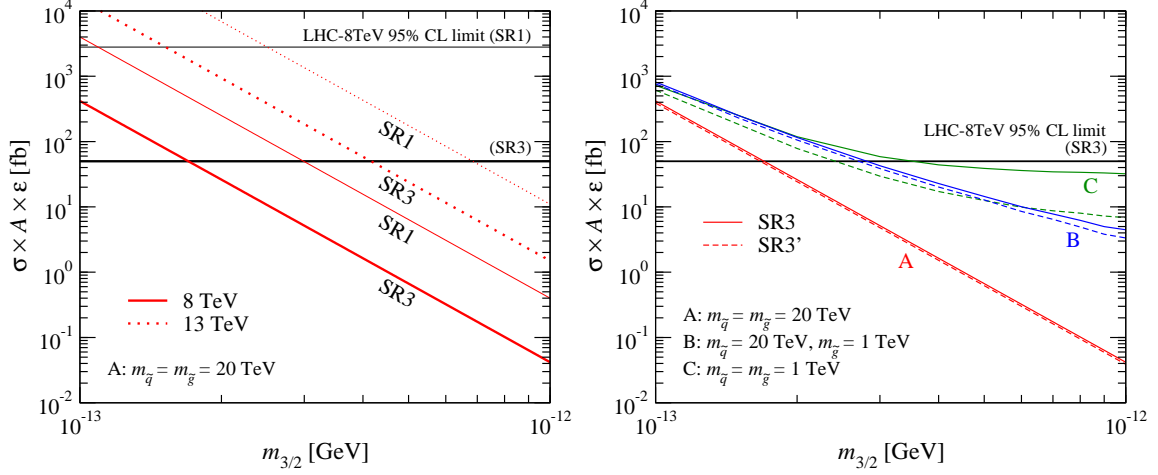 σ × A × ε [fb]
10^4
10^3
10^2
10^1
10^0
10^-1
10^-2
LHC-8TeV 95% CL limit (SR1)
(SR3)
SR1
SR3
SR1
SR3
8 TeV
13 TeV
A: m_q̃ = m_g̃ = 20 TeV
10^-13
10^-12
m_3/2 [GeV]
σ × A × ε [fb]
10^4
10^3
10^2
10^1
10^0
10^-1
10^-2
LHC-8TeV 95% CL limit
(SR3)
C
B
A
SR3
SR3’
A: m_q̃ = m_g̃ = 20 TeV
B: m_q̃ = 20 TeV, m_g̃ = 1 TeV
C: m_q̃ = m_g̃ = 1 TeV
10^-13
10^-12
m_3/2 [GeV]